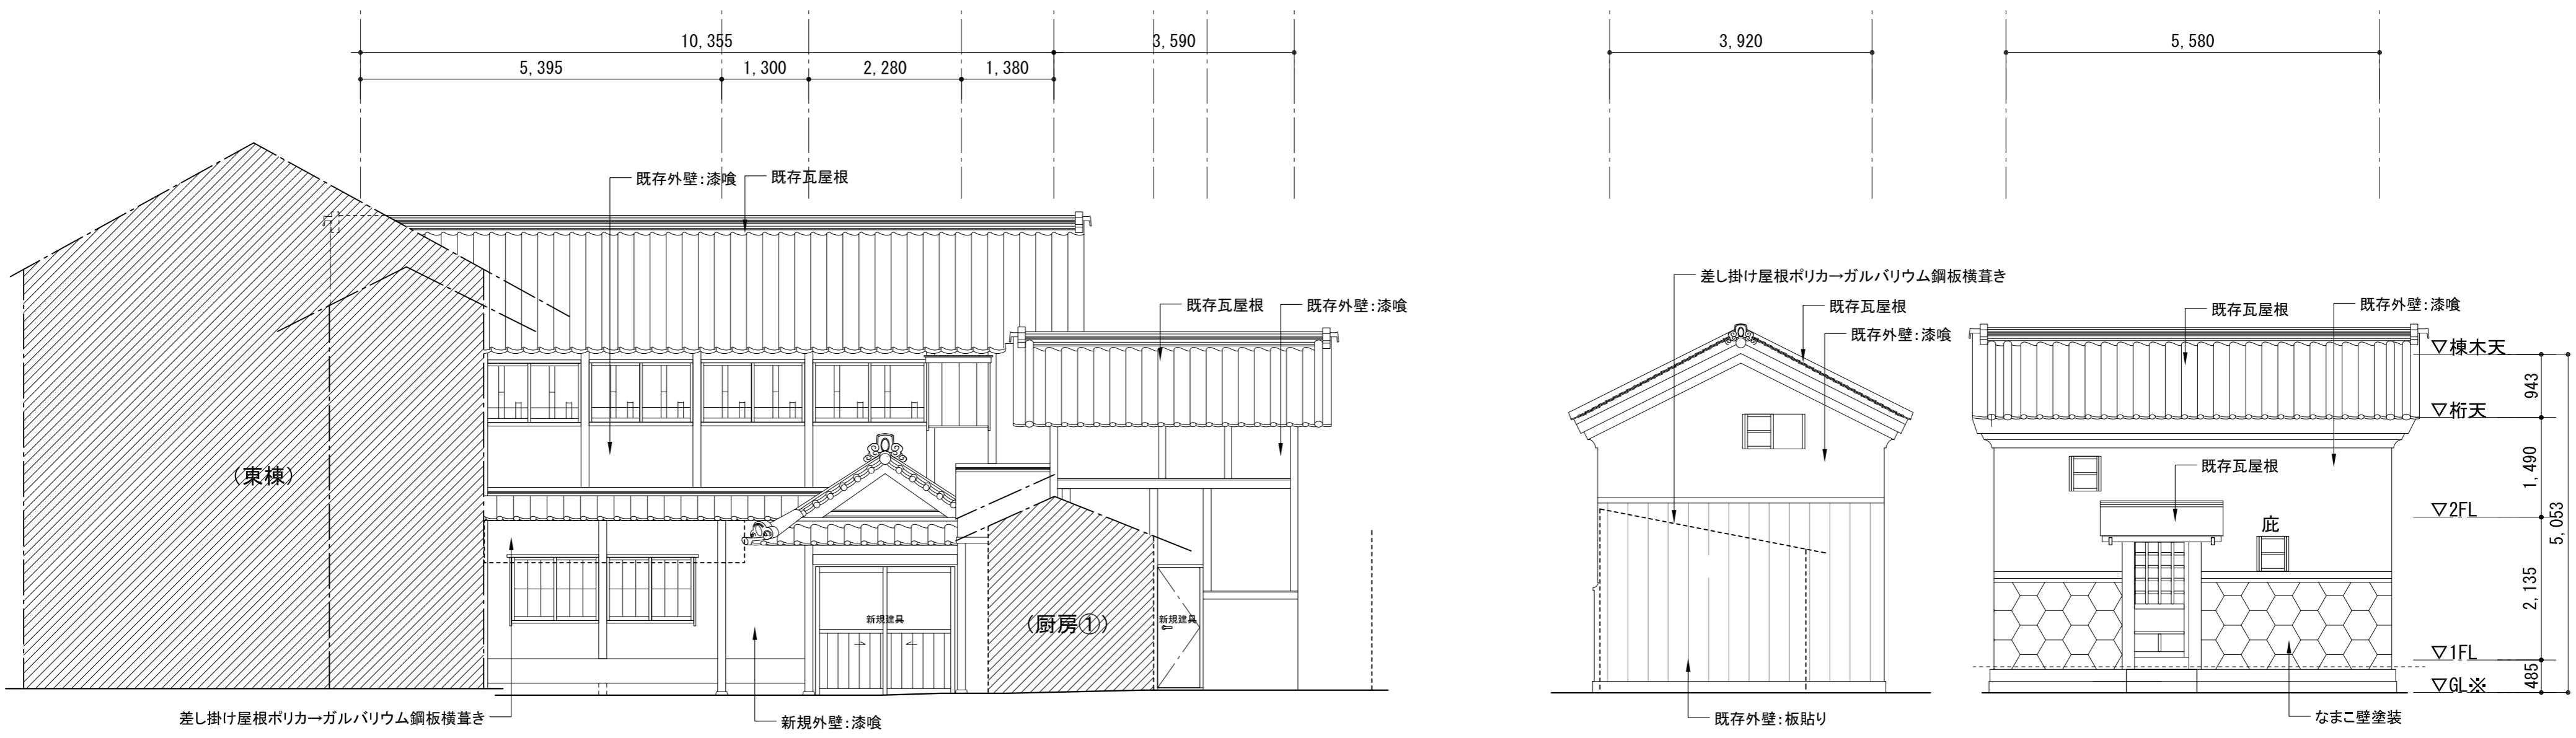 10,355
3,590
5,395
1,300
2,280
1,380
3,920
5,580
既存外壁：漆喰
既存瓦屋根
既存瓦屋根
既存外壁：漆喰
差し掛け屋根ポリカ→ガルバリウム鋼板横葺き
既存瓦屋根
既存外壁：漆喰
既存瓦屋根
既存外壁：漆喰
▽棟木天
943
▽桁天
(東棟)
既存瓦屋根
1,490
▽2FL
庇
5,053
2,135
新規建具
(厨房①)
新規建具
▽1FL
485
▽GL※
差し掛け屋根ポリカ→ガルバリウム鋼板横葺き
新規外壁：漆喰
既存外壁：板貼り
なまこ壁塗装